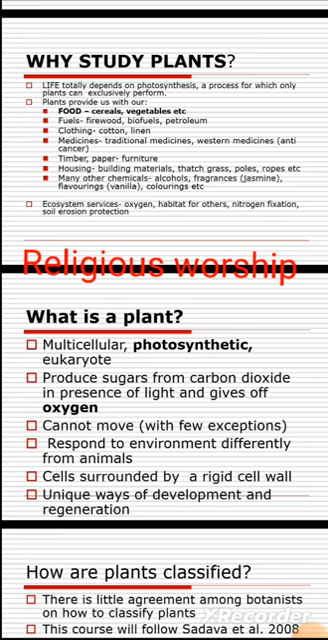 WHY STUDY PLANTS?
LIFE totally depends on photosynthesis, a process for which only
plants can exclusively perform.
Plants provide us with our:
FOOD – cereals, vegetables etc
Fuels- firewood, biofuels, petroleum
Clothing- cotton, linen
Medicines- traditional medicines, western medicines (anti
cancer)
Timber, paper- furniture
Housing- building materials, thatch grass, poles, ropes etc
Many other chemicals- alcohols, fragrances (jasmine),
flavourings (vanilla), colourings etc
Ecosystem services- oxygen, habitat for others, nitrogen fixation,
soil erosion protection
Religious worship
What is a plant?
Multicellular, photosynthetic,
eukaryote
Produce sugars from carbon dioxide
in presence of light and gives off
oxygen
Cannot move (with few exceptions)
Respond to environment differently
from animals
Cells surrounded by a rigid cell wall
Unique ways of development and
regeneration
How are plants classified?
There is little agreement among botanists
on how to classify plants
XRecorder
This course will follow Sadava et al. 2008